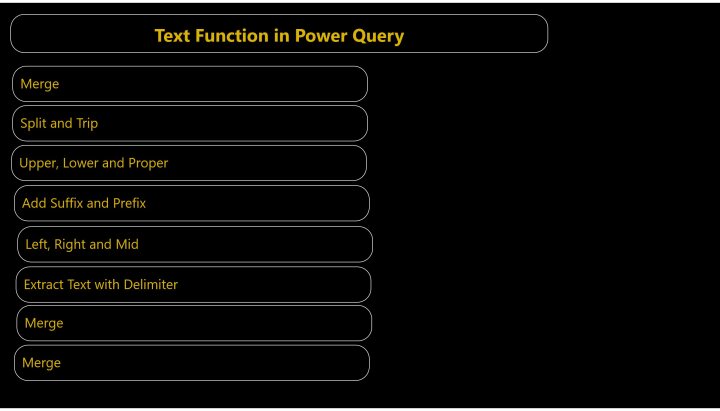 Text Function in Power Query
Merge
Split and Trip
Upper, Lower and Proper
Add Suffix and Prefix
Left, Right and Mid
Extract Text with Delimiter
Merge
Merge